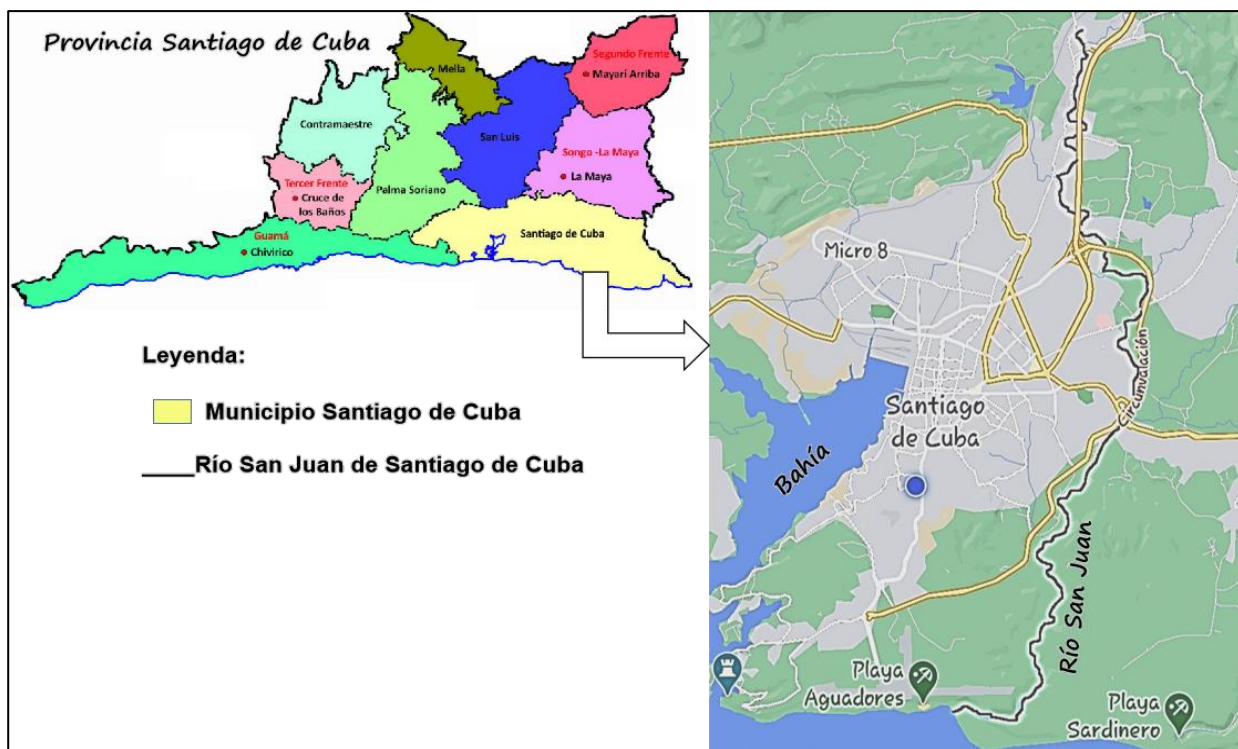 Provincia Santiago de Cuba
Mella
Segundo Frente
Mayarí Arriba
Contramaestre
San Luis
Songo -La Maya
La Maya
Palma Soriano
Tercer Frente
Cruce de
los Baños
Guamá
Chivirico
Santiago de Cuba
Leyenda:
Municipio Santiago de Cuba
Río San Juan de Santiago de Cuba
Micro 8
Circunvalación
Santiago
de Cuba
Bahía
Río San Juan
Playa
Aguadores
Playa
Sardinero